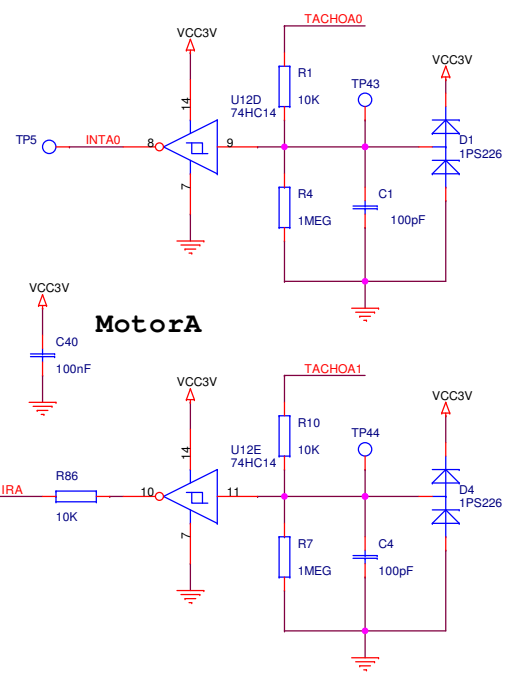 TACHOA0
VCC3V
VCC3V
R1
10K
TP43
14
U12D
74HC14
TP5
INTA0
8
9
D1
1PS226
7
R4
1MEG
C1
100pF
VCC3V
MotorA
C40
100nF
TACHOA1
VCC3V
VCC3V
R10
10K
TP44
14
U12E
74HC14
R86
IRA
10
11
D4
1PS226
10K
7
R7
1MEG
C4
100pF